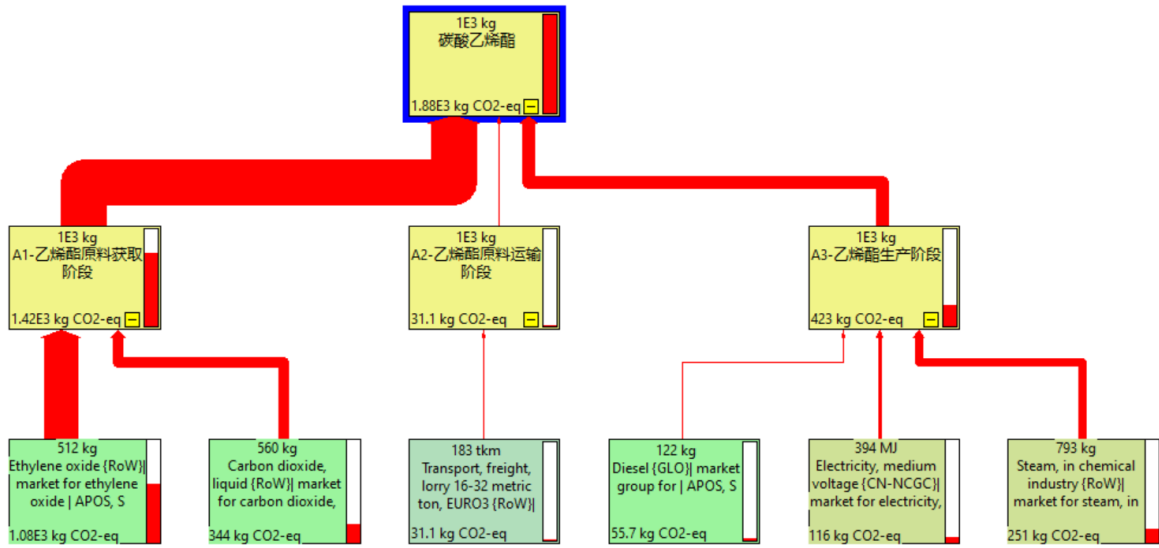 1E3 kg
碳酸乙烯酯
1.88E3 kg CO2-eq
1E3 kg
A1-乙烯酯原料获取
阶段
1.42E3 kg CO2-eq
1E3 kg
A2-乙烯酯原料运输
阶段
31.1 kg CO2-eq
1E3 kg
A3-乙烯酯生产阶段
423 kg CO2-eq
512 kg
Ethylene oxide {RoW}|
market for ethylene
oxide | APOS, S
1.08E3 kg CO2-eq
560 kg
Carbon dioxide,
liquid {RoW}| market
for carbon dioxide,
344 kg CO2-eq
183 tkm
Transport, freight,
lorry 16-32 metric
ton, EURO3 {RoW}|
31.1 kg CO2-eq
122 kg
Diesel {GLO}| market
group for | APOS, S
55.7 kg CO2-eq
394 MJ
Electricity, medium
voltage {CN-NCGC}|
market for electricity,
116 kg CO2-eq
793 kg
Steam, in chemical
industry {RoW}|
market for steam, in
251 kg CO2-eq